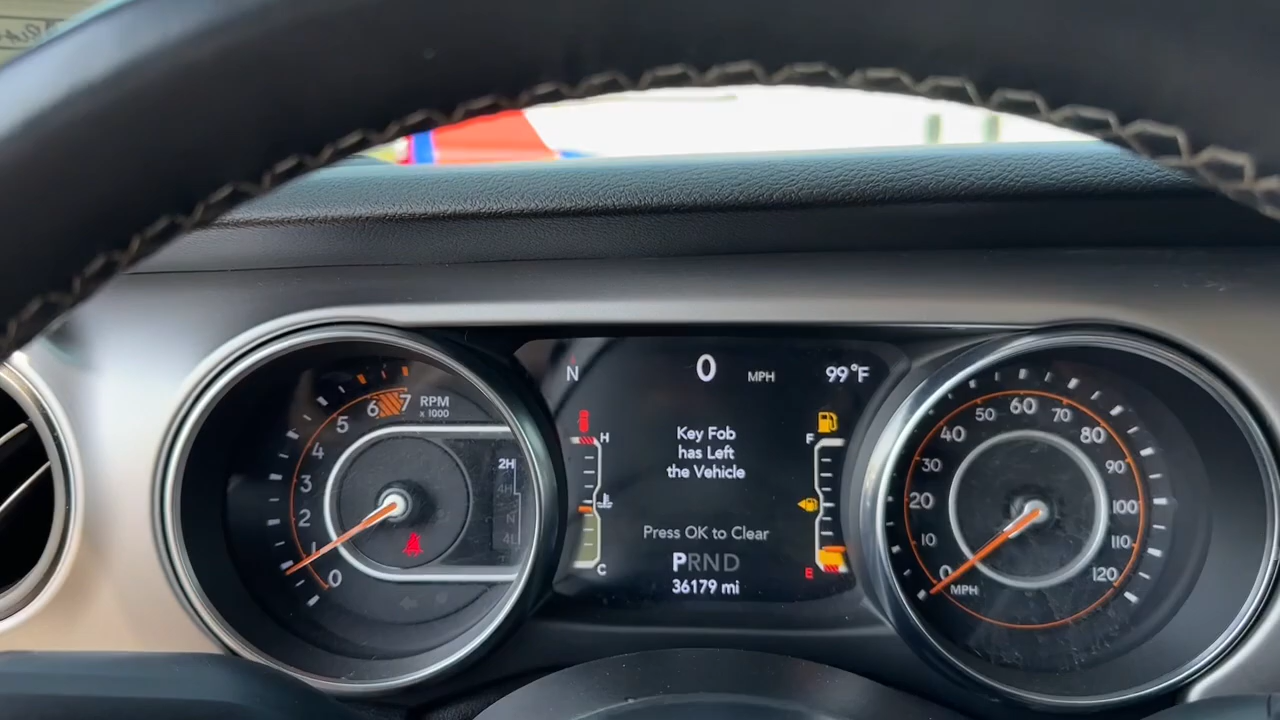 N
0 MPH
99°F
Key Fob
has Left
the Vehicle
Press OK to Clear
PRND
36179 mi
H
C
F
E
RPM
x 1000
0
1
2
3
4
5
6
7
2H
4H
N
4L
0
10
20
30
40
50
60
70
80
90
100
110
120
MPH